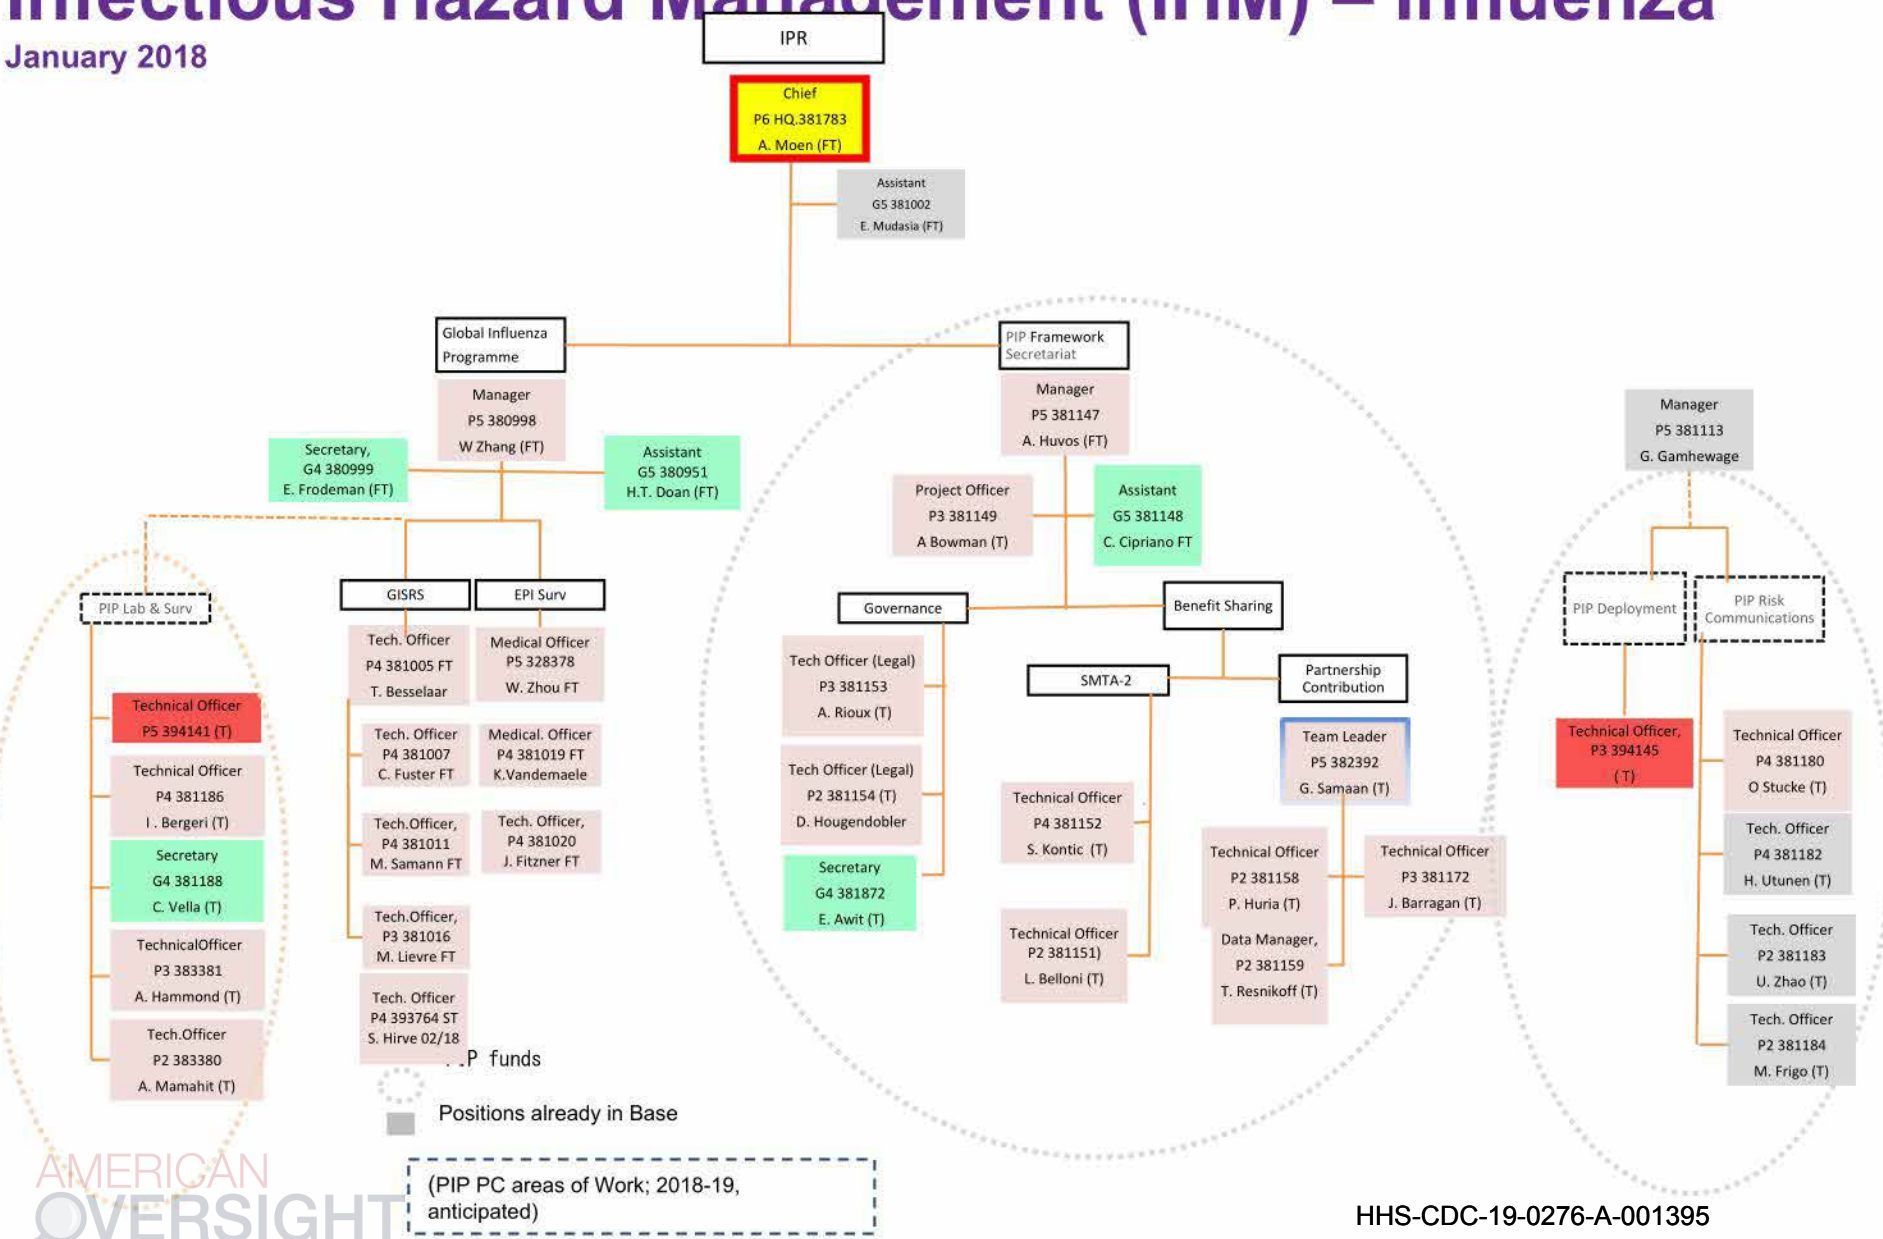 Infectious Hazard Management (IHM) – Influenza
January 2018
IPR
Chief
P6 HQ.381783
A. Moen (FT)
Assistant
G5 381002
E. Mudasia (FT)
Global Influenza
Programme
Manager
P5 380998
W Zhang (FT)
Secretary,
G4 380999
E. Frodeman (FT)
Assistant
G5 380951
H.T. Doan (FT)
PIP Lab & Surv
Technical Officer
P5 394141 (T)
Technical Officer
P4 381186
I . Bergeri (T)
Secretary
G4 381188
C. Vella (T)
TechnicalOfficer
P3 383381
A. Hammond (T)
Tech.Officer
P2 383380
A. Mamahit (T)
GISRS
Tech. Officer
P4 381005 FT
T. Besselaar
Tech. Officer
P4 381007
C. Fuster FT
Tech.Officer,
P4 381011
M. Samann FT
Tech.Officer,
P3 381016
M. Lievre FT
Tech. Officer
P4 393764 ST
S. Hirve 02/18
EPI Surv
Medical Officer
P5 328378
W. Zhou FT
Medical. Officer
P4 381019 FT
K.Vandemaele
Tech. Officer,
P4 381020
J. Fitzner FT
PIP Framework
Secretariat
Manager
P5 381147
A. Huvos (FT)
Project Officer
P3 381149
A Bowman (T)
Assistant
G5 381148
C. Cipriano FT
Governance
Tech Officer (Legal)
P3 381153
A. Rioux (T)
Tech Officer (Legal)
P2 381154 (T)
D. Hougendobler
Secretary
G4 381872
E. Awit (T)
Benefit Sharing
SMTA-2
Technical Officer
P4 381152
S. Kontic (T)
Technical Officer
P2 381151)
L. Belloni (T)
Partnership
Contribution
Team Leader
P5 382392
G. Samaan (T)
Technical Officer
P2 381158
P. Huria (T)
Technical Officer
P3 381172
J. Barragan (T)
Data Manager,
P2 381159
T. Resnikoff (T)
Manager
P5 381113
G. Gamhewage
PIP Deployment
Technical Officer,
P3 394145
( T)
PIP Risk
Communications
Technical Officer
P4 381180
O Stucke (T)
Tech. Officer
P4 381182
H. Utunen (T)
Tech. Officer
P2 381183
U. Zhao (T)
Tech. Officer
P2 381184
M. Frigo (T)
PIP funds
Positions already in Base
(PIP PC areas of Work; 2018-19,
anticipated)
AMERICAN
OVERSIGHT
HHS-CDC-19-0276-A-001395